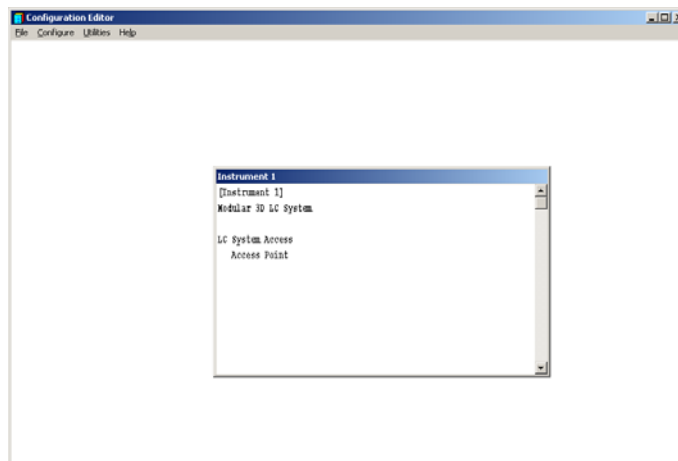 Configuration Editor
File Configure Utilities Help
Instrument 1
[Instrument 1]
Modular 3D LC System
LC System Access
Access Point